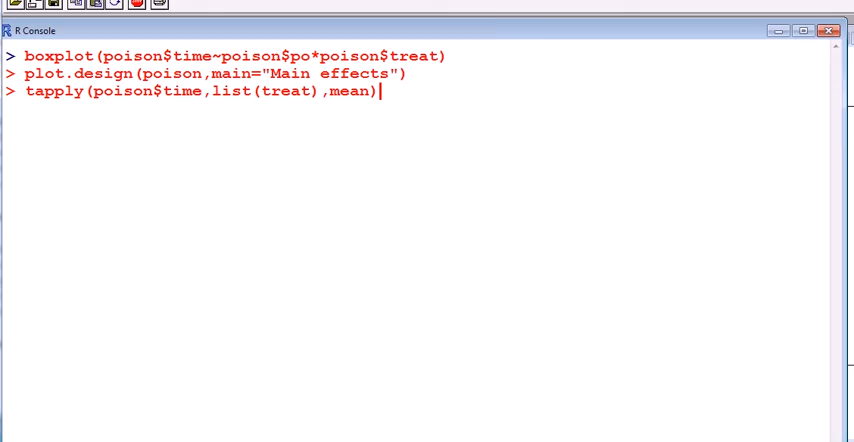 R Console
> boxplot(poison$time~poison$po*poison$treat)
> plot.design(poison,main="Main effects")
> tapply(poison$time,list(treat),mean)